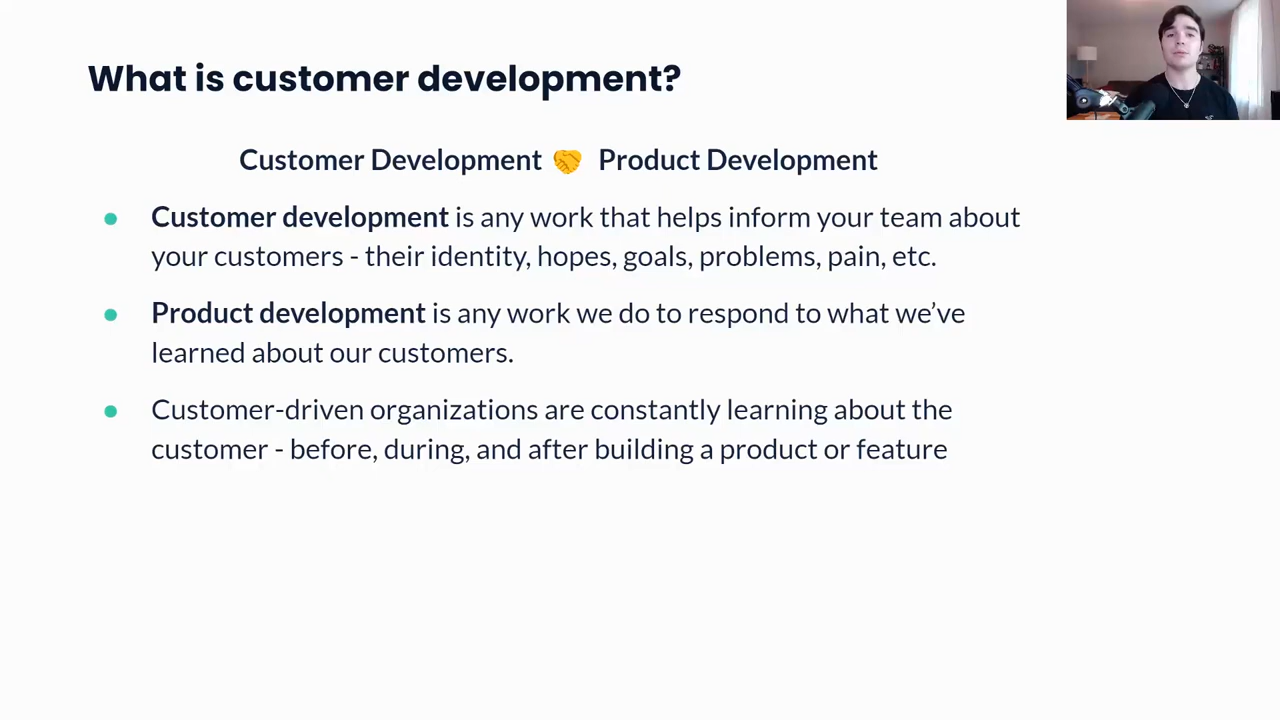 What is customer development?
Customer Development 🤝 Product Development
● Customer development is any work that helps inform your team about
your customers - their identity, hopes, goals, problems, pain, etc.
● Product development is any work we do to respond to what we’ve
learned about our customers.
● Customer-driven organizations are constantly learning about the
customer - before, during, and after building a product or feature